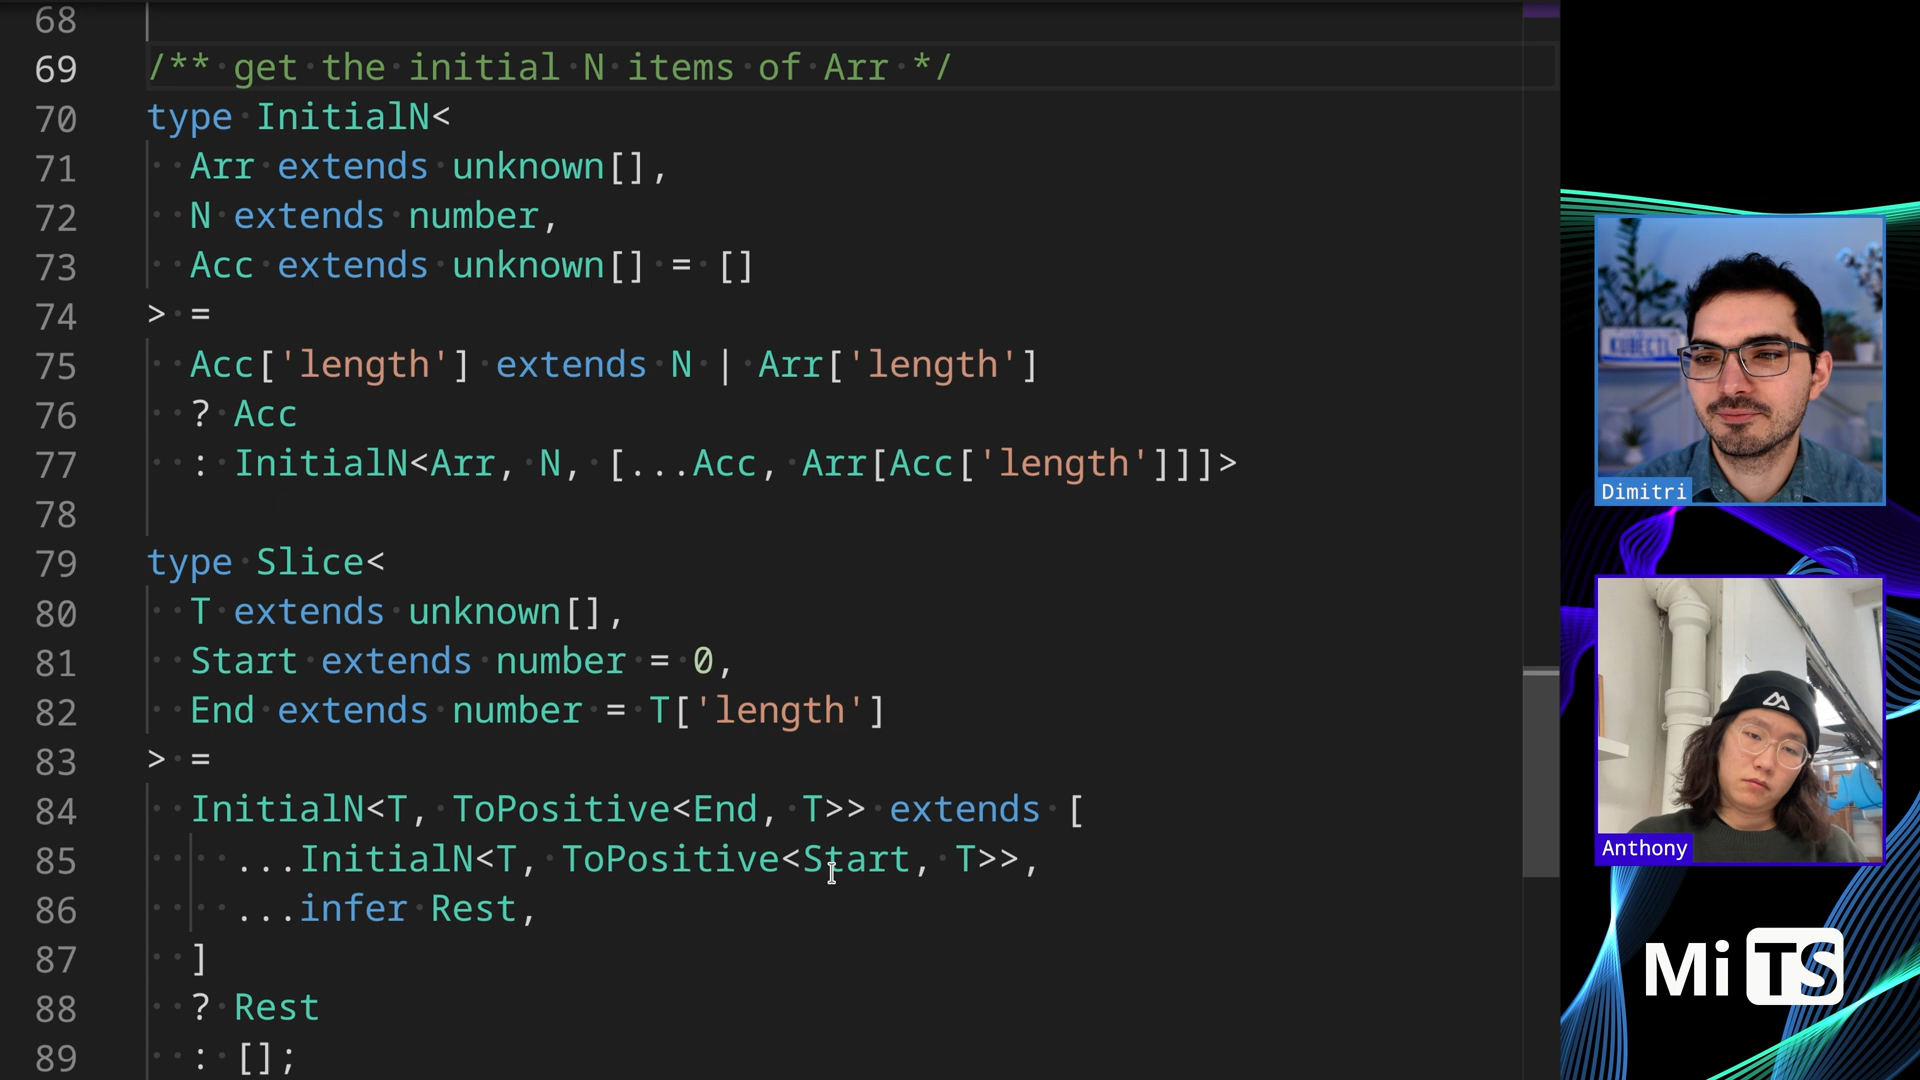 68
69 /** get the initial N items of Arr */
70 type InitialN<
71 Arr extends unknown[],
72 N extends number,
73 Acc extends unknown[] = []
74 > =
75 Acc['length'] extends N | Arr['length']
76 ? Acc
77 : InitialN<Arr, N, [...Acc, Arr[Acc['length']]]>
78
79 type Slice<
80 T extends unknown[],
81 Start extends number = 0,
82 End extends number = T['length']
83 > =
84 InitialN<T, ToPositive<End, T>> extends [
85 ...InitialN<T, ToPositive<Start, T>>,
86 ...infer Rest,
87 ]
88 ? Rest
89 : [];
KUBECTL
Dimitri
Anthony
MiTS